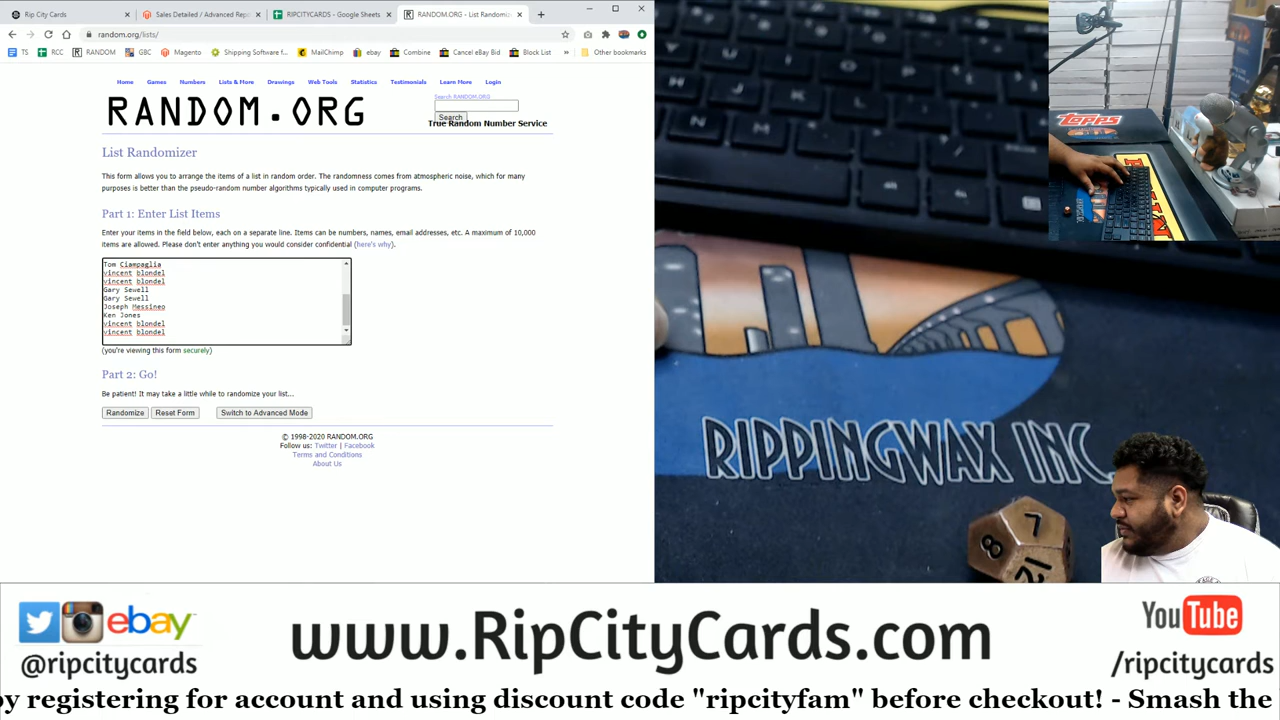 Rip City Cards
Sales Detailed / Advanced Repo
RIPCITYCARDS - Google Sheets
RANDOM.ORG - List Randomizer
random.org/lists/
TS
RCC
RANDOM
GBC
Magento
Shipping Software f...
MailChimp
ebay
Combine
Cancel eBay Bid
Block List
Other bookmarks
Home Games Numbers Lists & More Drawings Web Tools Statistics Testimonials Learn More Login
RANDOM.ORG
Search RANDOM.ORG
Search
True Random Number Service
List Randomizer
This form allows you to arrange the items of a list in random order. The randomness comes from atmospheric noise, which for many
purposes is better than the pseudo-random number algorithms typically used in computer programs.
Part 1: Enter List Items
Enter your items in the field below, each on a separate line. Items can be numbers, names, email addresses, etc. A maximum of 10,000
items are allowed. Please don't enter anything you would consider confidential (here's why).
Tom Ciampaglia
vincent blondel
vincent blondel
Gary Sewell
Gary Sewell
Joseph Messineo
Ken Jones
vincent blondel
vincent blondel
(you're viewing this form securely)
Part 2: Go!
Be patient! It may take a little while to randomize your list...
Randomize Reset Form Switch to Advanced Mode
© 1998-2020 RANDOM.ORG
Follow us: Twitter | Facebook
Terms and Conditions
About Us
TOPPS
RIPPINGWAX INC.
7
8
12
ebay
@ripcitycards
www.RipCityCards.com
YouTube
/ripcitycards
by registering for account and using discount code "ripcityfam" before checkout! - Smash the